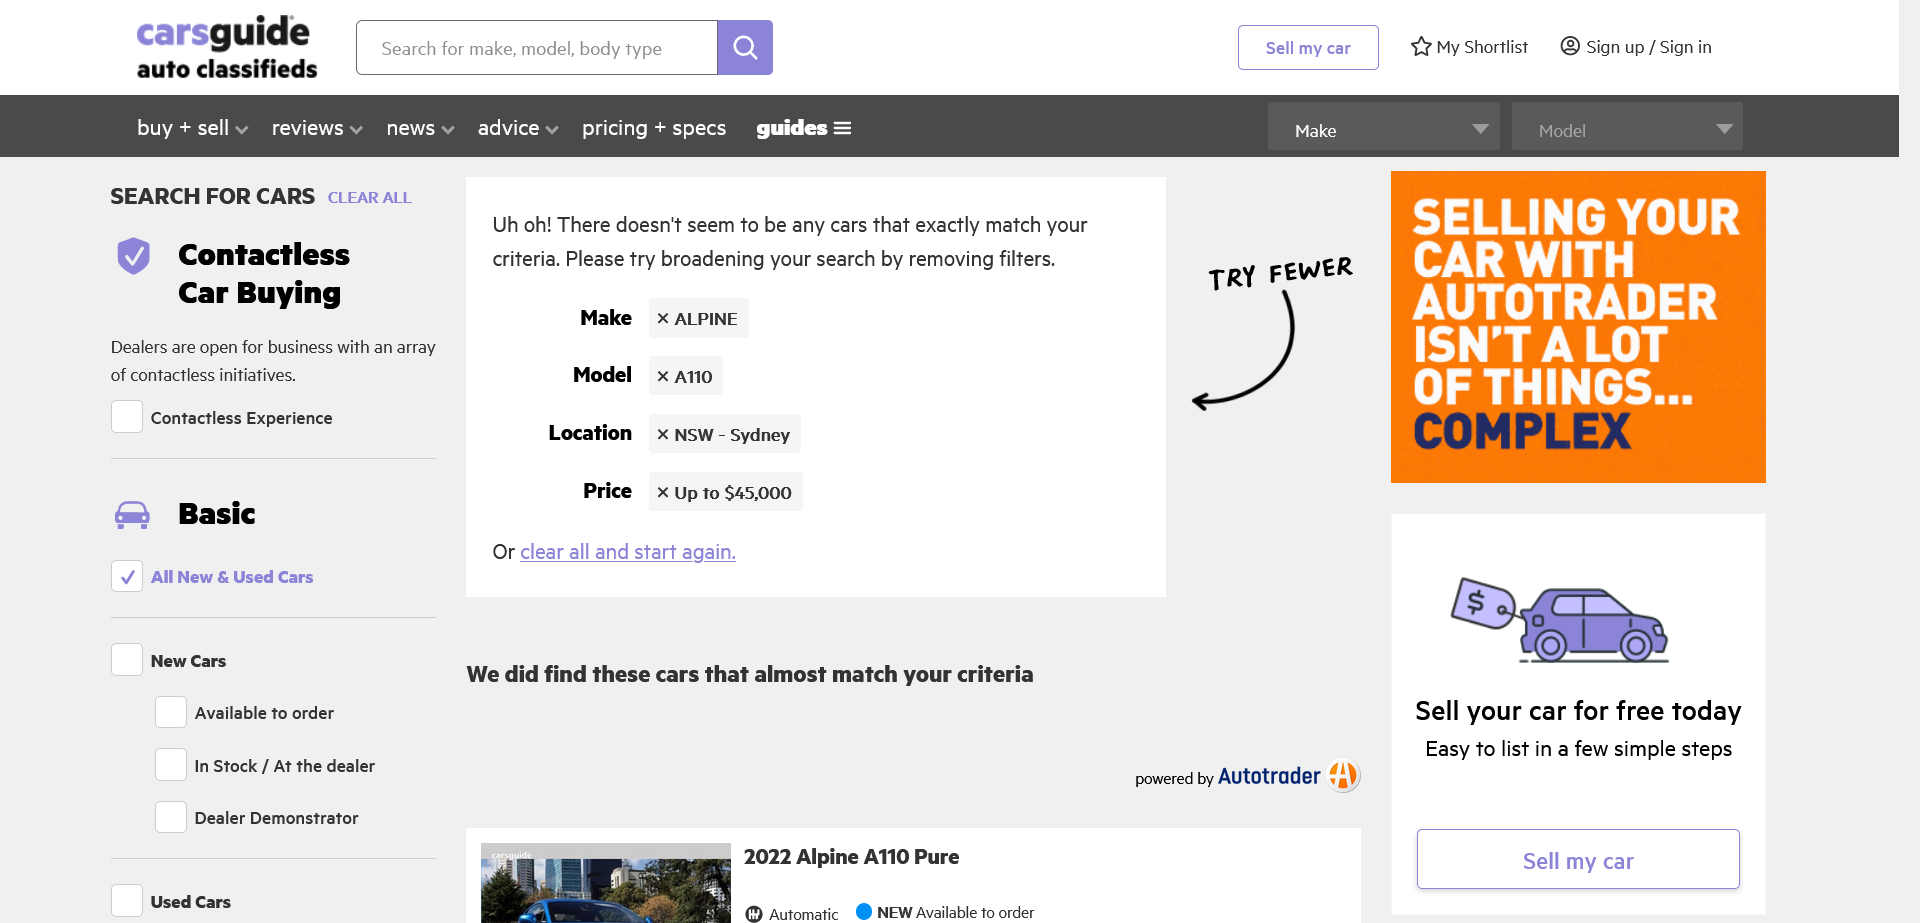 carsguide
auto classifieds
Search for make, model, body type
Sell my car
My Shortlist
Sign up / Sign in
buy + sell
reviews
news
advice
pricing + specs
guides
Make
Model
SEARCH FOR CARS CLEAR ALL
Contactless
Car Buying
Dealers are open for business with an array
of contactless initiatives.
Contactless Experience
Basic
All New & Used Cars
New Cars
Available to order
In Stock / At the dealer
Dealer Demonstrator
Used Cars
Uh oh! There doesn't seem to be any cars that exactly match your
criteria. Please try broadening your search by removing filters.
Make × ALPINE
Model × A110
Location × NSW - Sydney
Price × Up to $45,000
Or clear all and start again.
TRY FEWER
We did find these cars that almost match your criteria
powered by Autotrader
carsguide
2022 Alpine A110 Pure
Automatic
NEW Available to order
SELLING YOUR
CAR WITH
AUTOTRADER
ISN'T A LOT
OF THINGS...
COMPLEX
$
Sell your car for free today
Easy to list in a few simple steps
Sell my car